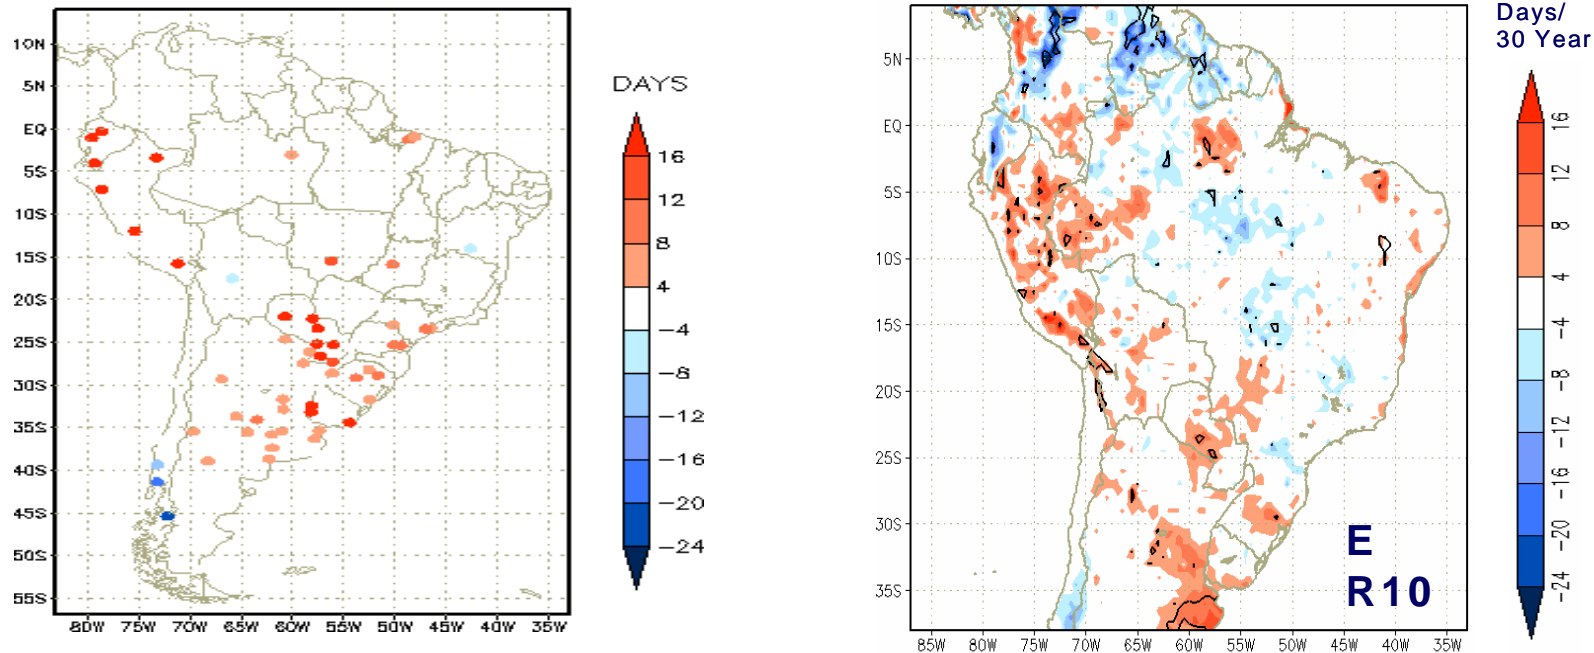 10N
5N
EQ
5S
10S
15S
20S
25S
30S
35S
40S
45S
50S
55S
80W 75W 70W 65W 60W 55W 50W 45W 40W 35W
DAYS
16
12
8
4
-4
-8
-12
-16
-20
-24
5N
EQ
5S
10S
15S
20S
25S
30S
35S
85W 80W 75W 70W 65W 60W 55W 50W 45W 40W 35W
E
R10
Days/
30 Year
16
12
8
4
-4
-8
-12
-16
-20
-24